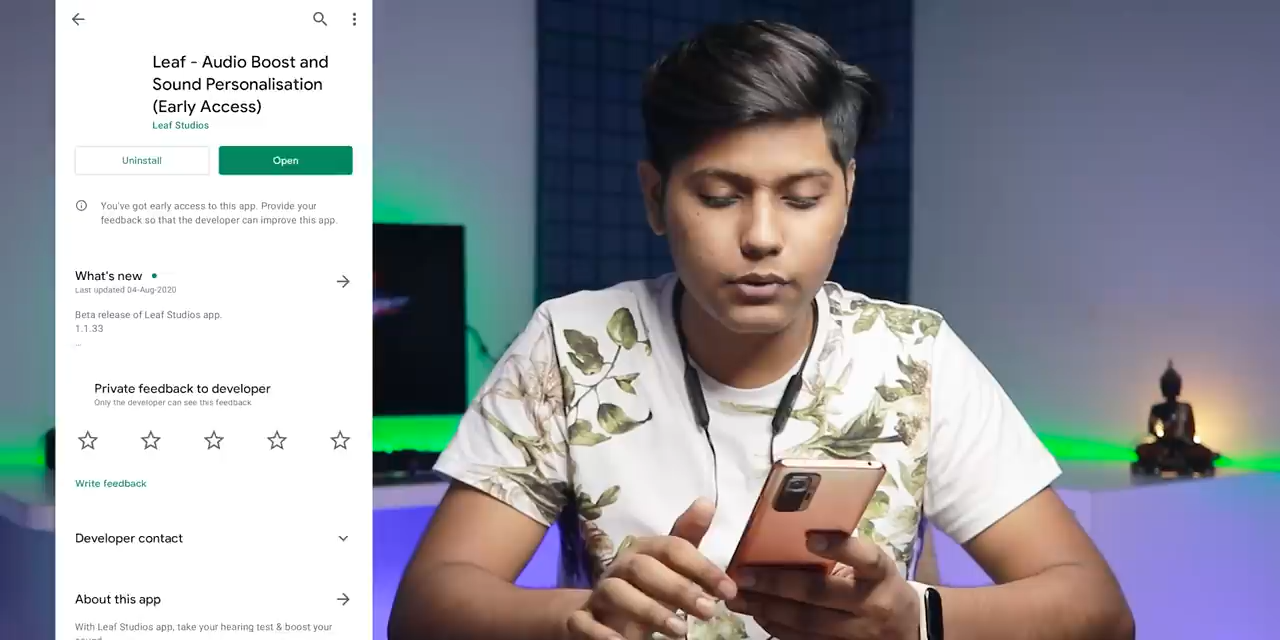 Leaf - Audio Boost and
Sound Personalisation
(Early Access)
Leaf Studios
Uninstall
Open
You've got early access to this app. Provide your
feedback so that the developer can improve this app.
What's new
Last updated 04-Aug-2020
Beta release of Leaf Studios app.
1.1.33
...
Private feedback to developer
Only the developer can see this feedback
Write feedback
Developer contact
About this app
With Leaf Studios app, take your hearing test & boost your
sound